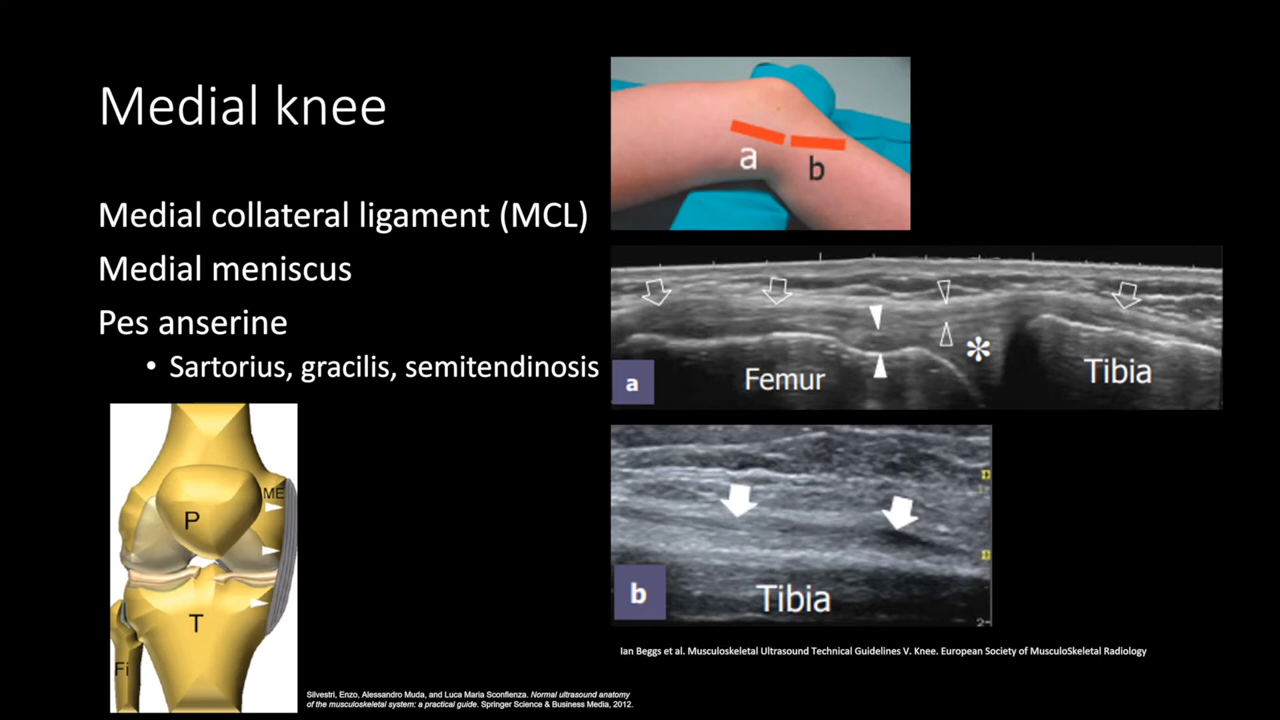 Medial knee
Medial collateral ligament (MCL)
Medial meniscus
Pes anserine
• Sartorius, gracilis, semitendinosis
ME
P
T
Fi
Silvestri, Enzo, Alessandro Muda, and Luca Maria Sconfienza. Normal ultrasound anatomy
of the musculoskeletal system: a practical guide. Springer Science & Business Media, 2012.
a
b
a
Femur
*
Tibia
b
Tibia
2-
Ian Beggs et al. Musculoskeletal Ultrasound Technical Guidelines V. Knee. European Society of MusculoSkeletal Radiology